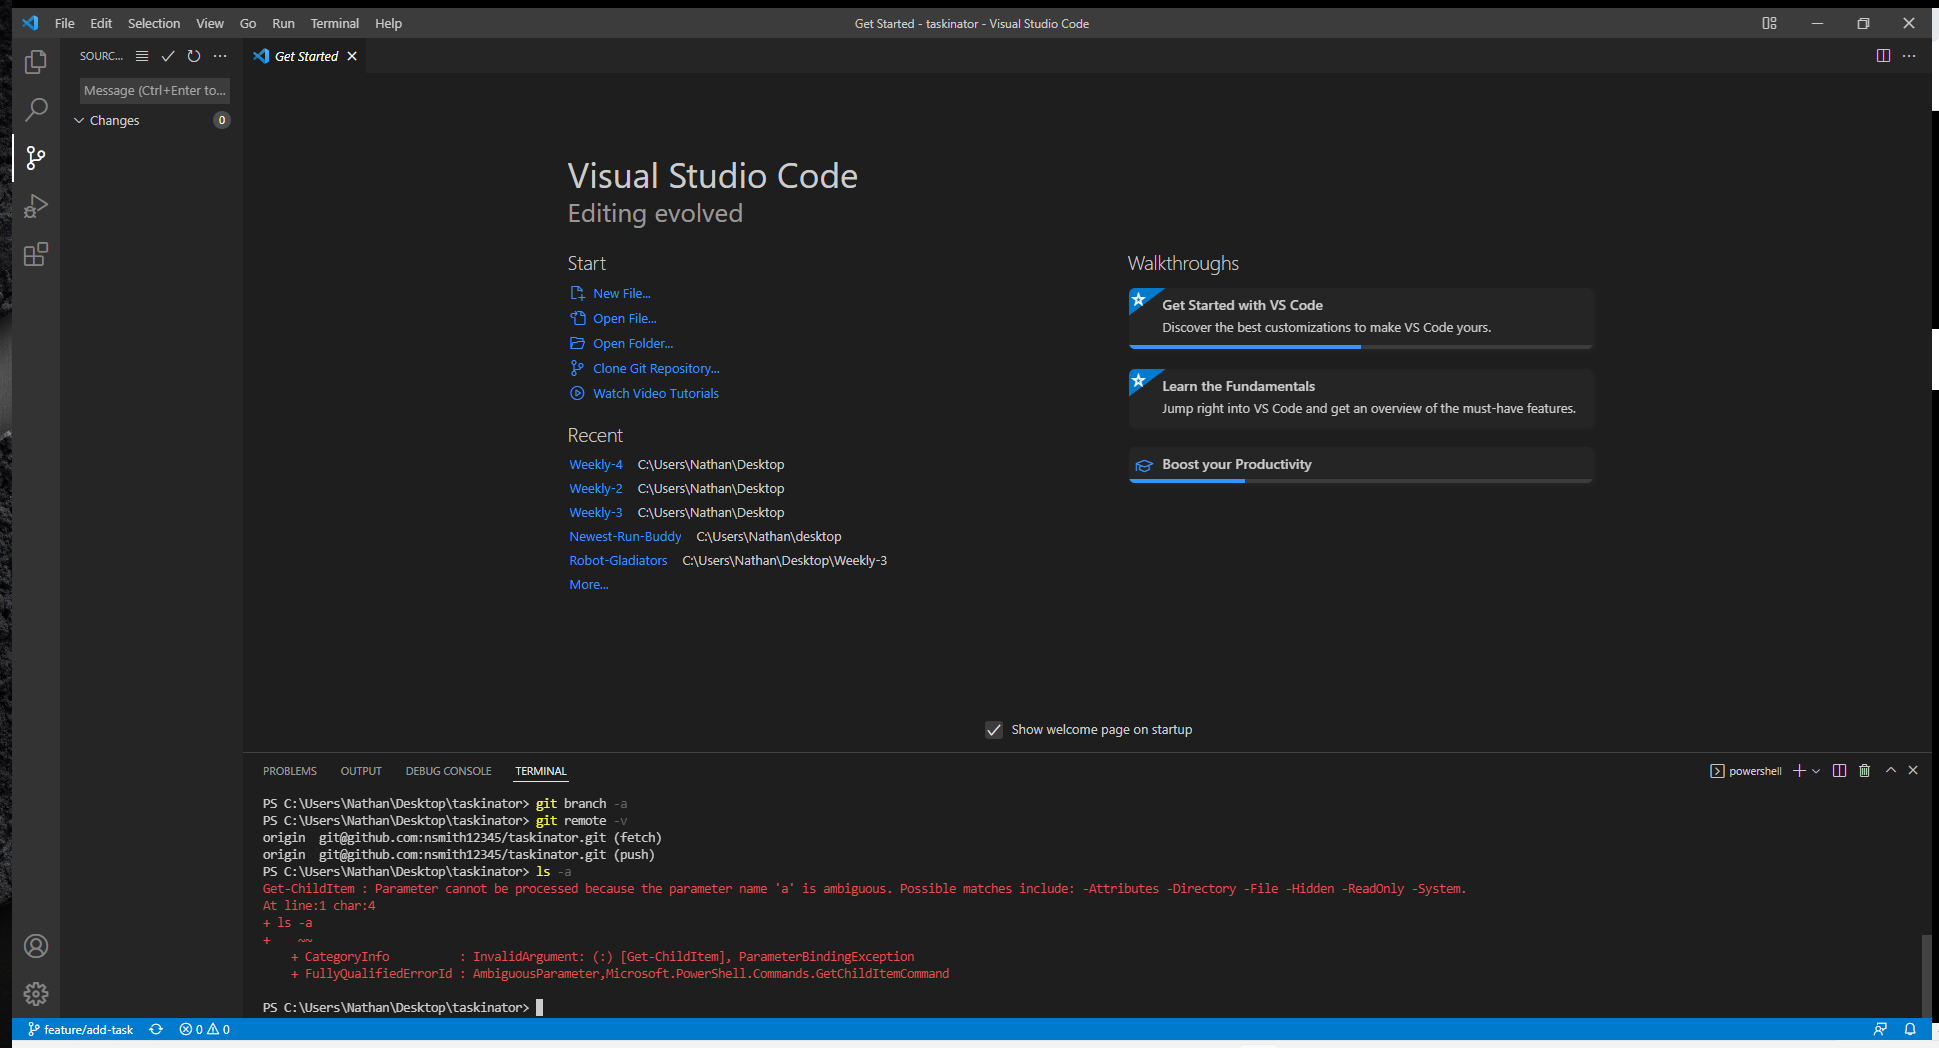 File Edit Selection View Go Run Terminal Help
Get Started - taskinator - Visual Studio Code
SOURC...
Get Started
Message (Ctrl+Enter to...
Changes 0
Visual Studio Code
Editing evolved
Start
New File...
Open File...
Open Folder...
Clone Git Repository...
Watch Video Tutorials
Recent
Weekly-4 C:\Users\Nathan\Desktop
Weekly-2 C:\Users\Nathan\Desktop
Weekly-3 C:\Users\Nathan\Desktop
Newest-Run-Buddy C:\Users\Nathan\desktop
Robot-Gladiators C:\Users\Nathan\Desktop\Weekly-3
More...
Walkthroughs
Get Started with VS Code
Discover the best customizations to make VS Code yours.
Learn the Fundamentals
Jump right into VS Code and get an overview of the must-have features.
Boost your Productivity
Show welcome page on startup
PROBLEMS OUTPUT DEBUG CONSOLE TERMINAL
powershell
PS C:\Users\Nathan\Desktop\taskinator> git branch -a
PS C:\Users\Nathan\Desktop\taskinator> git remote -v
origin  git@github.com:nsmith12345/taskinator.git (fetch)
origin  git@github.com:nsmith12345/taskinator.git (push)
PS C:\Users\Nathan\Desktop\taskinator> ls -a
Get-ChildItem : Parameter cannot be processed because the parameter name 'a' is ambiguous. Possible matches include: -Attributes -Directory -File -Hidden -ReadOnly -System.
At line:1 char:4
+ ls -a
+    ~~
    + CategoryInfo          : InvalidArgument: (:) [Get-ChildItem], ParameterBindingException
    + FullyQualifiedErrorId : AmbiguousParameter,Microsoft.PowerShell.Commands.GetChildItemCommand
PS C:\Users\Nathan\Desktop\taskinator>
feature/add-task 0 0